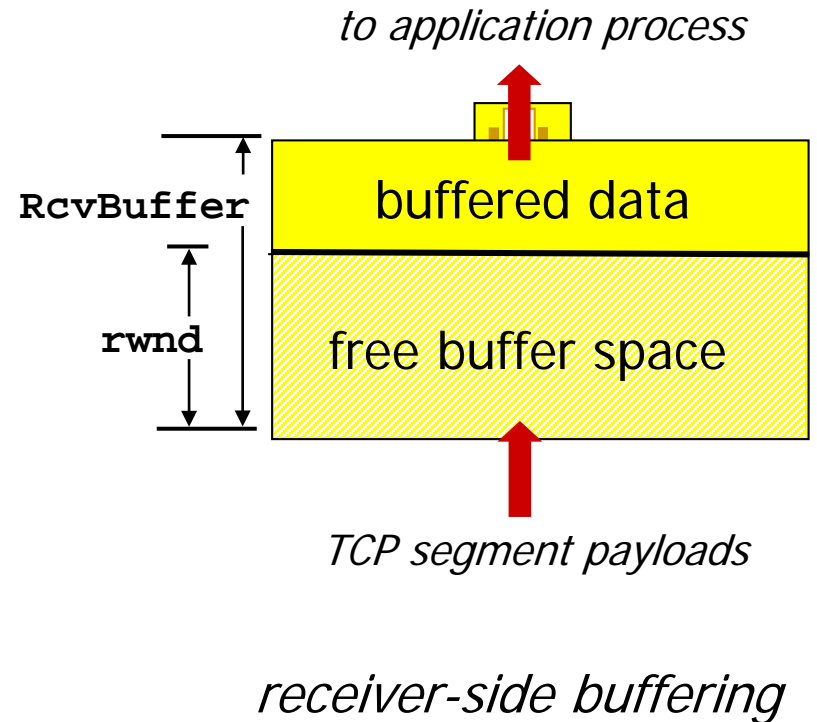 to application process
RcvBuffer
buffered data
rwnd
free buffer space
TCP segment payloads
receiver-side buffering